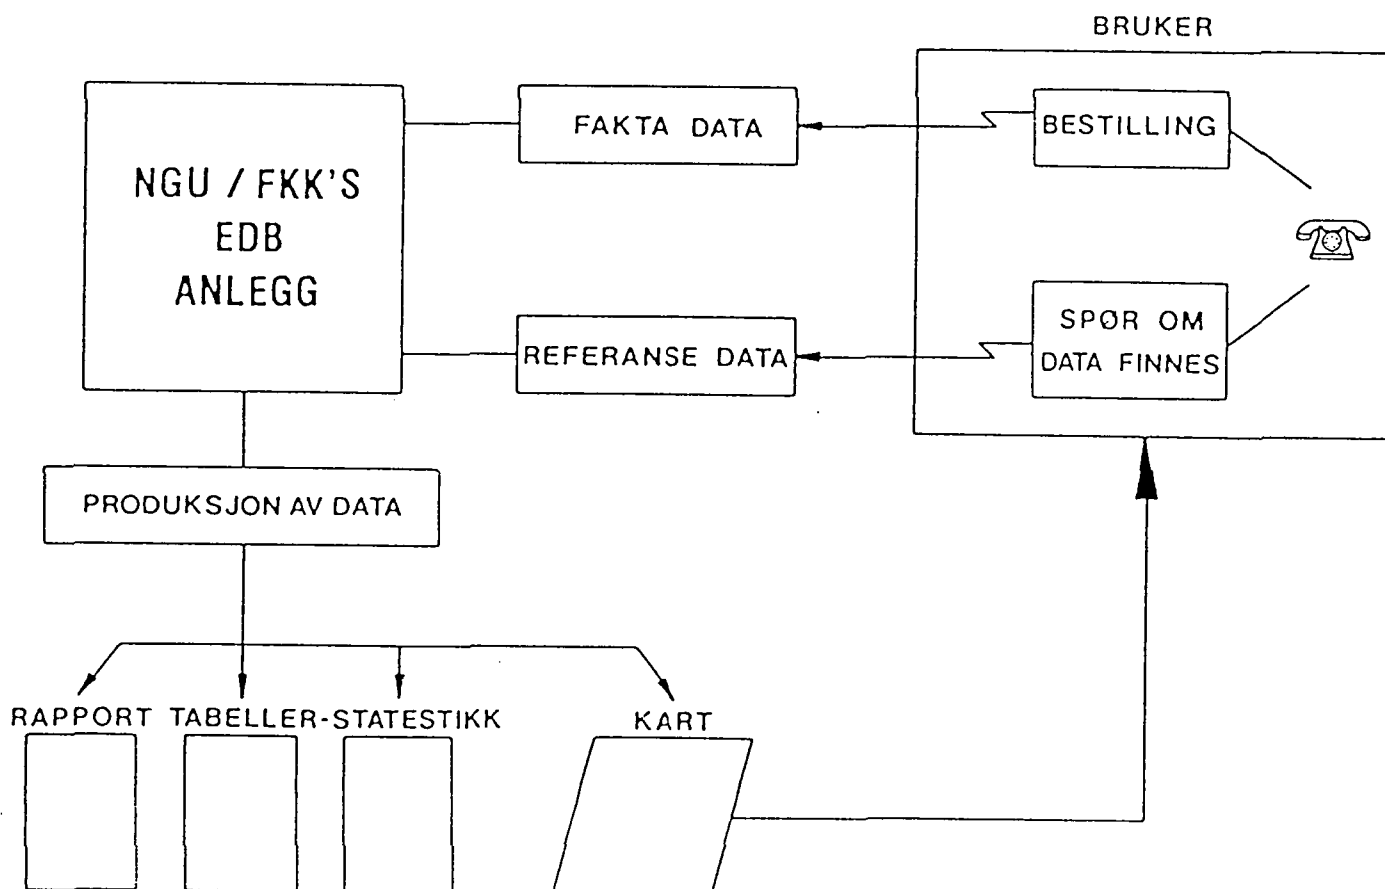 BRUKER
NGU / FKK'S
EDB
ANLEGG
FAKTA DATA
BESTILLING
REFERANSE DATA
SPØR OM
DATA FINNES
PRODUKSJON AV DATA
RAPPORT TABELLER-STATESTIKK
KART